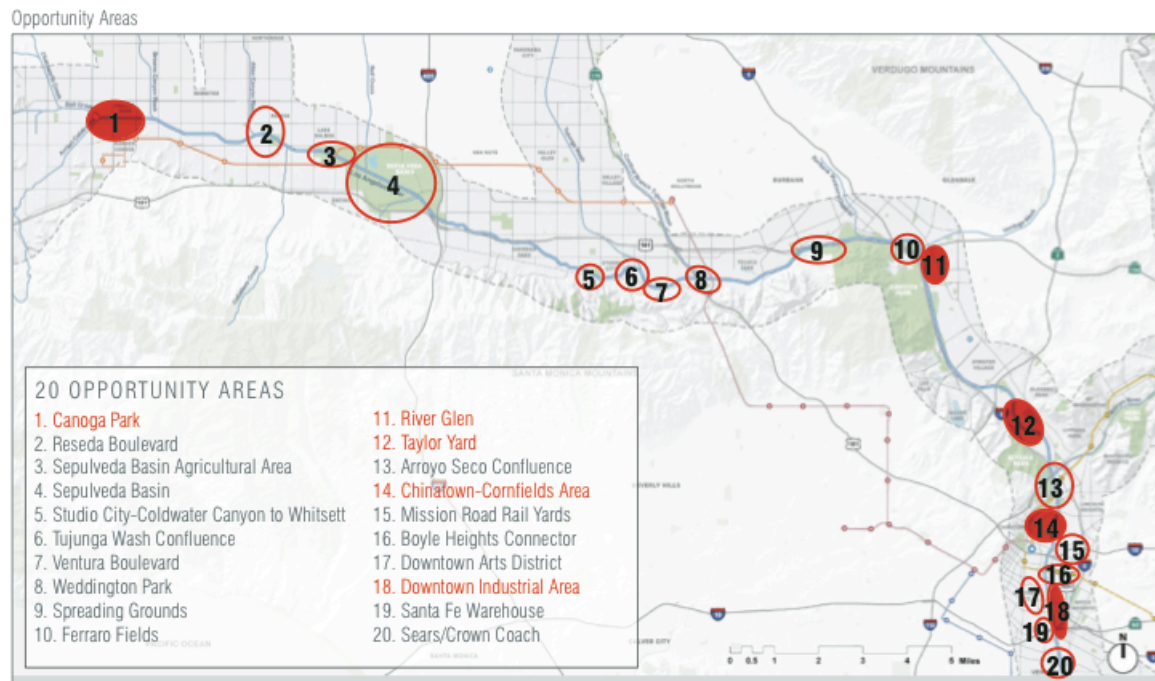 Opportunity Areas
VERDUGO MOUNTAINS
BURBANK
GLENDALE
1
2
3
4
5
6
7
8
9
10
11
12
13
14
15
16
17
18
19
20
101
101
101
SANTA MONICA MOUNTAINS
BEVERLY HILLS
CULVER CITY
SANTA MONICA
PACIFIC OCEAN
20 OPPORTUNITY AREAS
1. Canoga Park
2. Reseda Boulevard
3. Sepulveda Basin Agricultural Area
4. Sepulveda Basin
5. Studio City-Coldwater Canyon to Whitsett
6. Tujunga Wash Confluence
7. Ventura Boulevard
8. Weddington Park
9. Spreading Grounds
10. Ferraro Fields
11. River Glen
12. Taylor Yard
13. Arroyo Seco Confluence
14. Chinatown-Cornfields Area
15. Mission Road Rail Yards
16. Boyle Heights Connector
17. Downtown Arts District
18. Downtown Industrial Area
19. Santa Fe Warehouse
20. Sears/Crown Coach
0 0.5 1 2 3 4 5 Miles
N